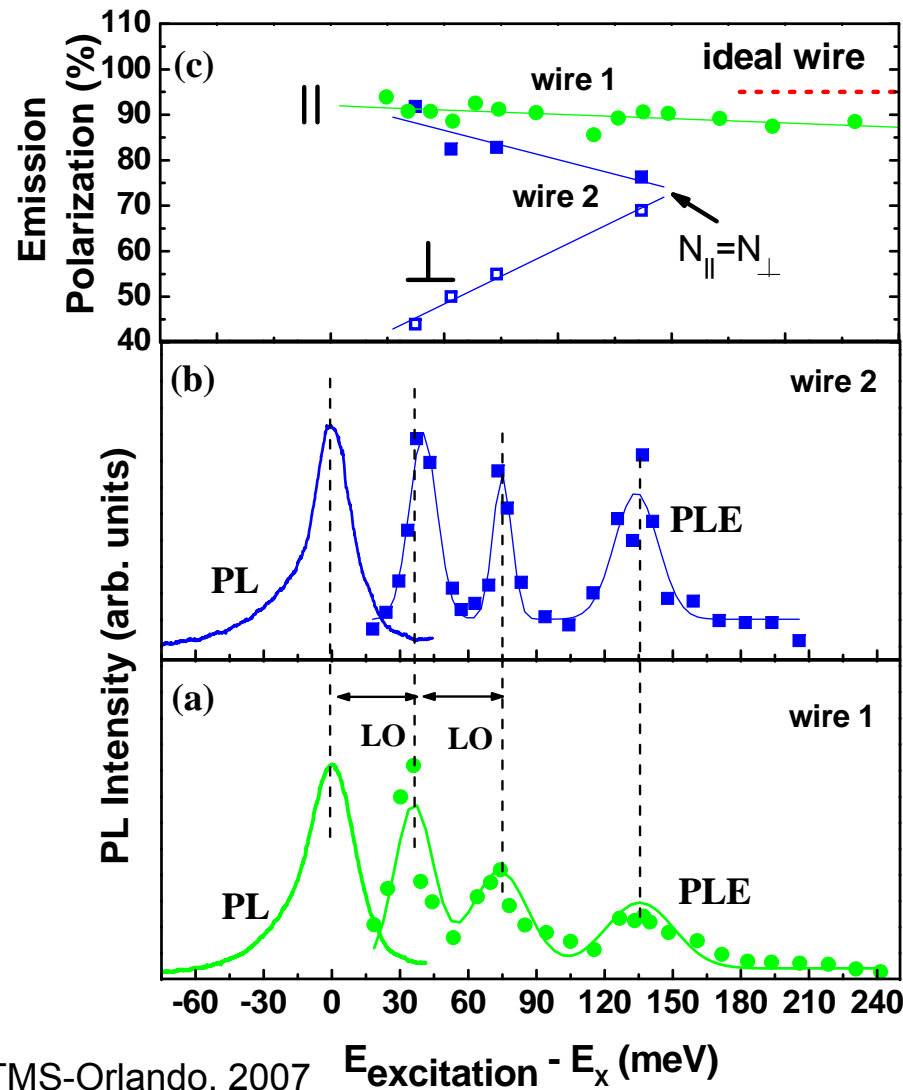 Emission
Polarization (%)
110
100
90
80
70
60
50
40
(c)
ideal wire
wire 1
||
wire 2
N||=N⊥
⊥
(b)
wire 2
PL
PLE
PL Intensity (arb. units)
(a)
wire 1
LO
LO
PL
PLE
-60 -30 0 30 60 90 120 150 180 210 240
TMS-Orlando, 2007
Eexcitation - Ex (meV)